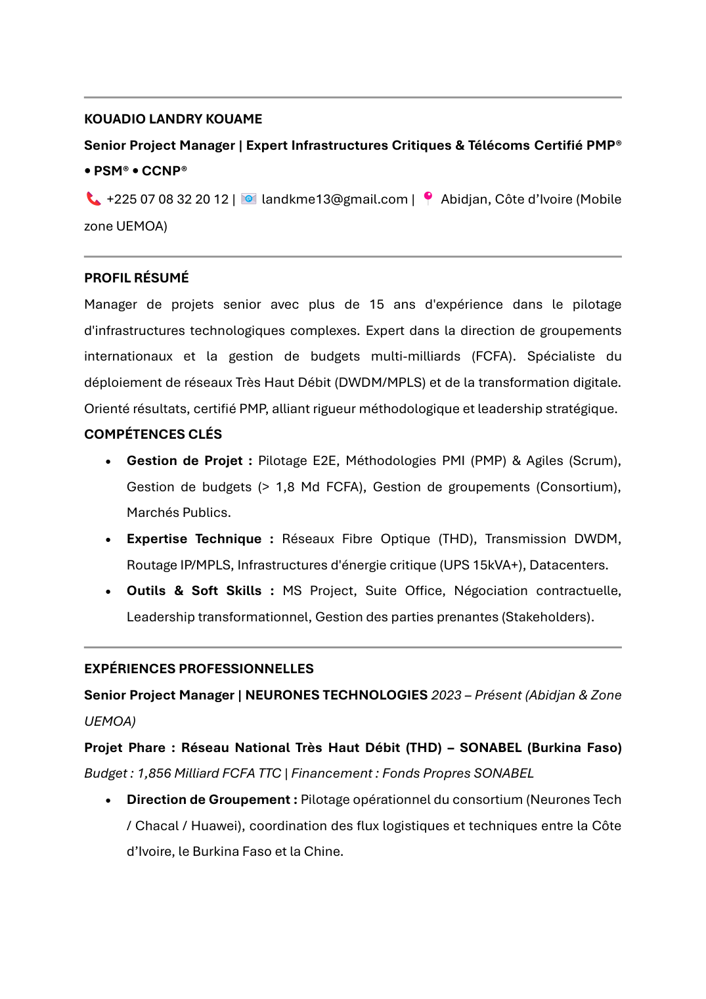 KOUADIO LANDRY KOUAME
Senior Project Manager | Expert Infrastructures Critiques & Télécoms Certifié PMP®
• PSM® • CCNP®
📞 +225 07 08 32 20 12 | 📧 landkme13@gmail.com | 📍 Abidjan, Côte d’Ivoire (Mobile
zone UEMOA)
PROFIL RÉSUMÉ
Manager de projets senior avec plus de 15 ans d'expérience dans le pilotage
d'infrastructures technologiques complexes. Expert dans la direction de groupements
internationaux et la gestion de budgets multi-milliards (FCFA). Spécialiste du
déploiement de réseaux Très Haut Débit (DWDM/MPLS) et de la transformation digitale.
Orienté résultats, certifié PMP, alliant rigueur méthodologique et leadership stratégique.
COMPÉTENCES CLÉS
• Gestion de Projet : Pilotage E2E, Méthodologies PMI (PMP) & Agiles (Scrum),
Gestion de budgets (> 1,8 Md FCFA), Gestion de groupements (Consortium),
Marchés Publics.
• Expertise Technique : Réseaux Fibre Optique (THD), Transmission DWDM,
Routage IP/MPLS, Infrastructures d'énergie critique (UPS 15kVA+), Datacenters.
• Outils & Soft Skills : MS Project, Suite Office, Négociation contractuelle,
Leadership transformationnel, Gestion des parties prenantes (Stakeholders).
EXPÉRIENCES PROFESSIONNELLES
Senior Project Manager | NEURONES TECHNOLOGIES 2023 – Présent (Abidjan & Zone
UEMOA)
Projet Phare : Réseau National Très Haut Débit (THD) – SONABEL (Burkina Faso)
Budget : 1,856 Milliard FCFA TTC | Financement : Fonds Propres SONABEL
• Direction de Groupement : Pilotage opérationnel du consortium (Neurones Tech
/ Chacal / Huawei), coordination des flux logistiques et techniques entre la Côte
d’Ivoire, le Burkina Faso et la Chine.